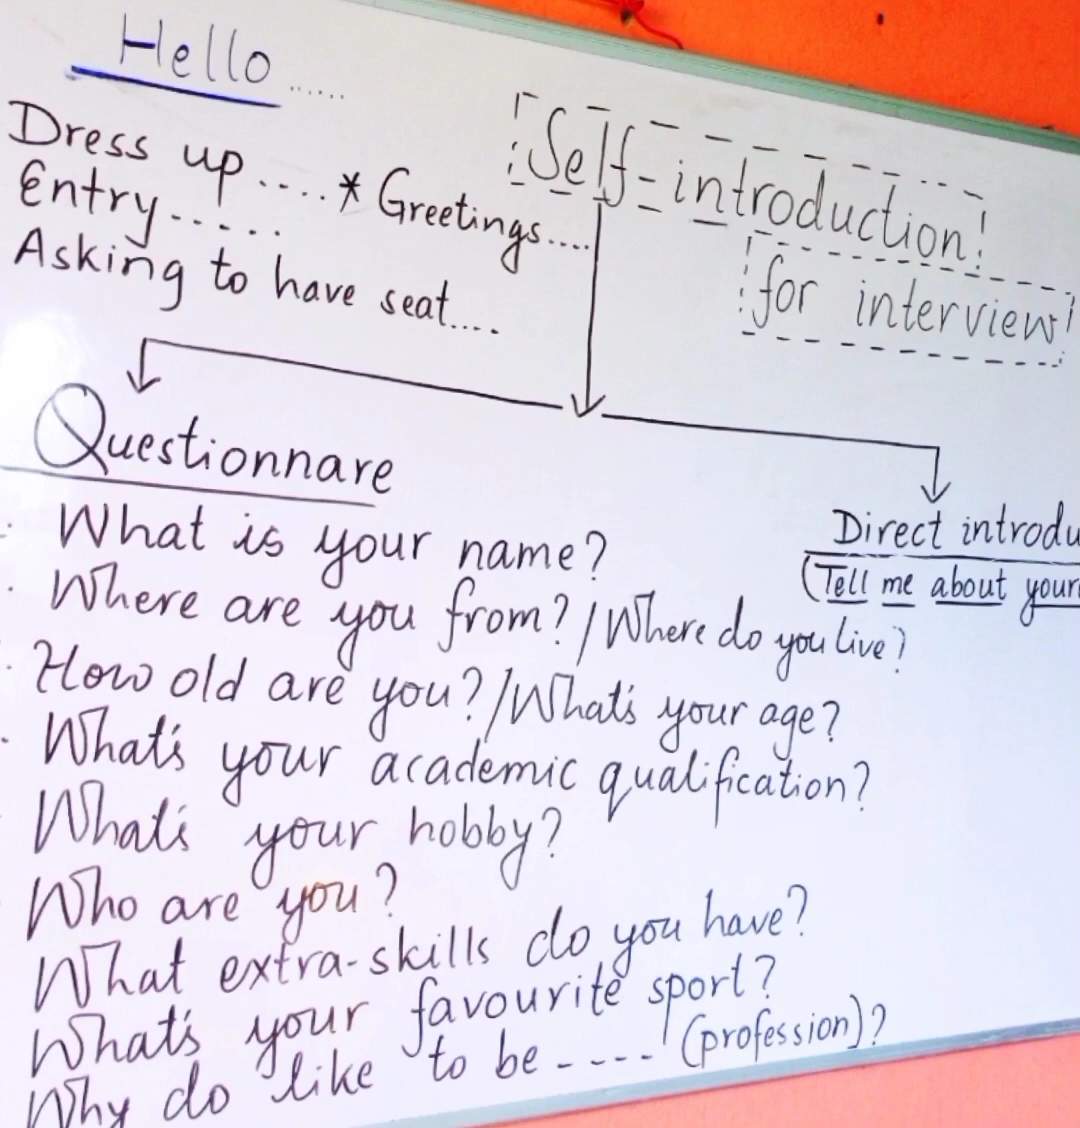 Hello ......
Dress up .... * Greetings....
Entry......
Asking to have seat....
Self-introduction
for interview
Questionnare
What is your name?
Where are you from?/Where do you live?
How old are you?/What's your age?
What's your academic qualification?
What's your hobby?
Who are you?
What extra-skills do you have?
What's your favourite sport?
Why do like to be ---- (profession)?
Direct introdu
(Tell me about your